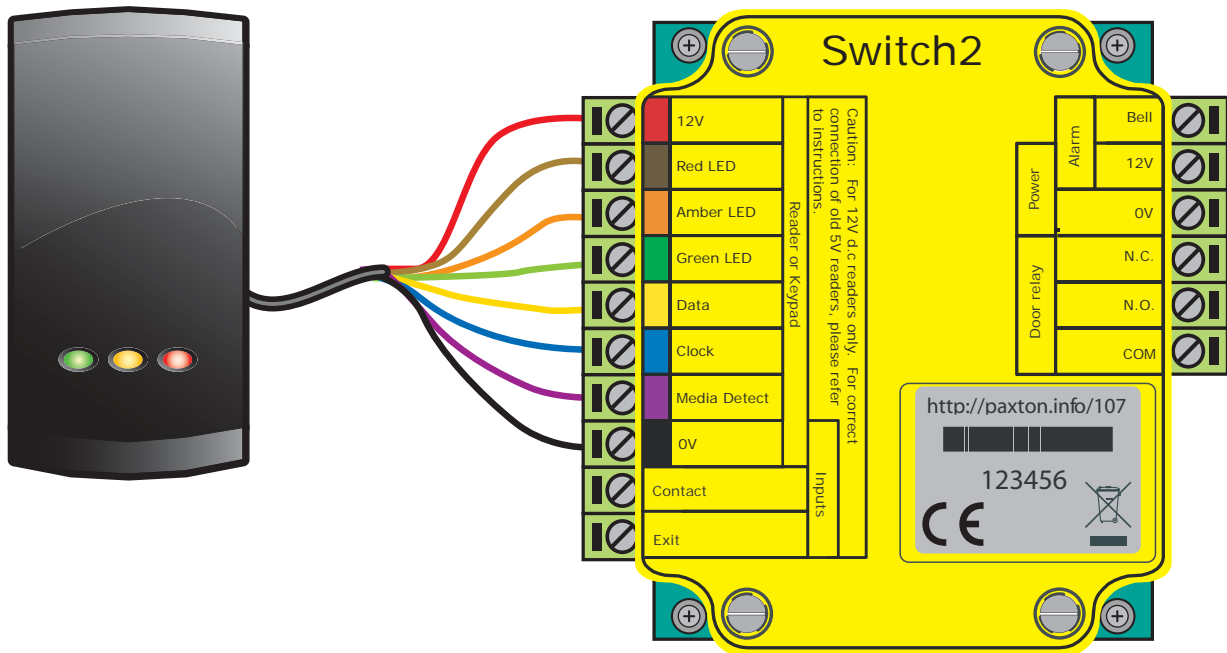 Switch2
12V
Red LED
Amber LED
Green LED
Data
Clock
Media Detect
0V
Contact
Exit
Reader or Keypad
Inputs
Caution: For 12V d.c readers only. For correct
connection of old 5V readers, please refer
to instructions.
Alarm
Power
Door relay
Bell
12V
0V
N.C.
N.O.
COM
http://paxton.info/107
123456
CE